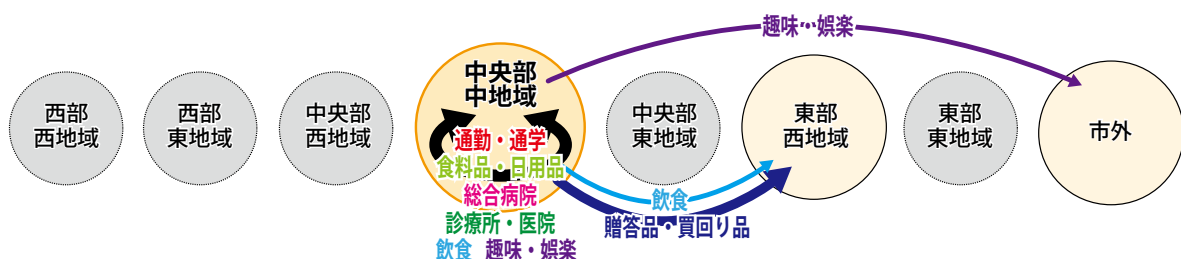 趣味・娯楽
西部
西地域
西部
東地域
中央部
西地域
中央部
中地域
中央部
東地域
東部
西地域
東部
東地域
市外
通勤・通学
食料品・日用品
総合病院
診療所・医院
飲食 趣味・娯楽
飲食
贈答品・買回り品